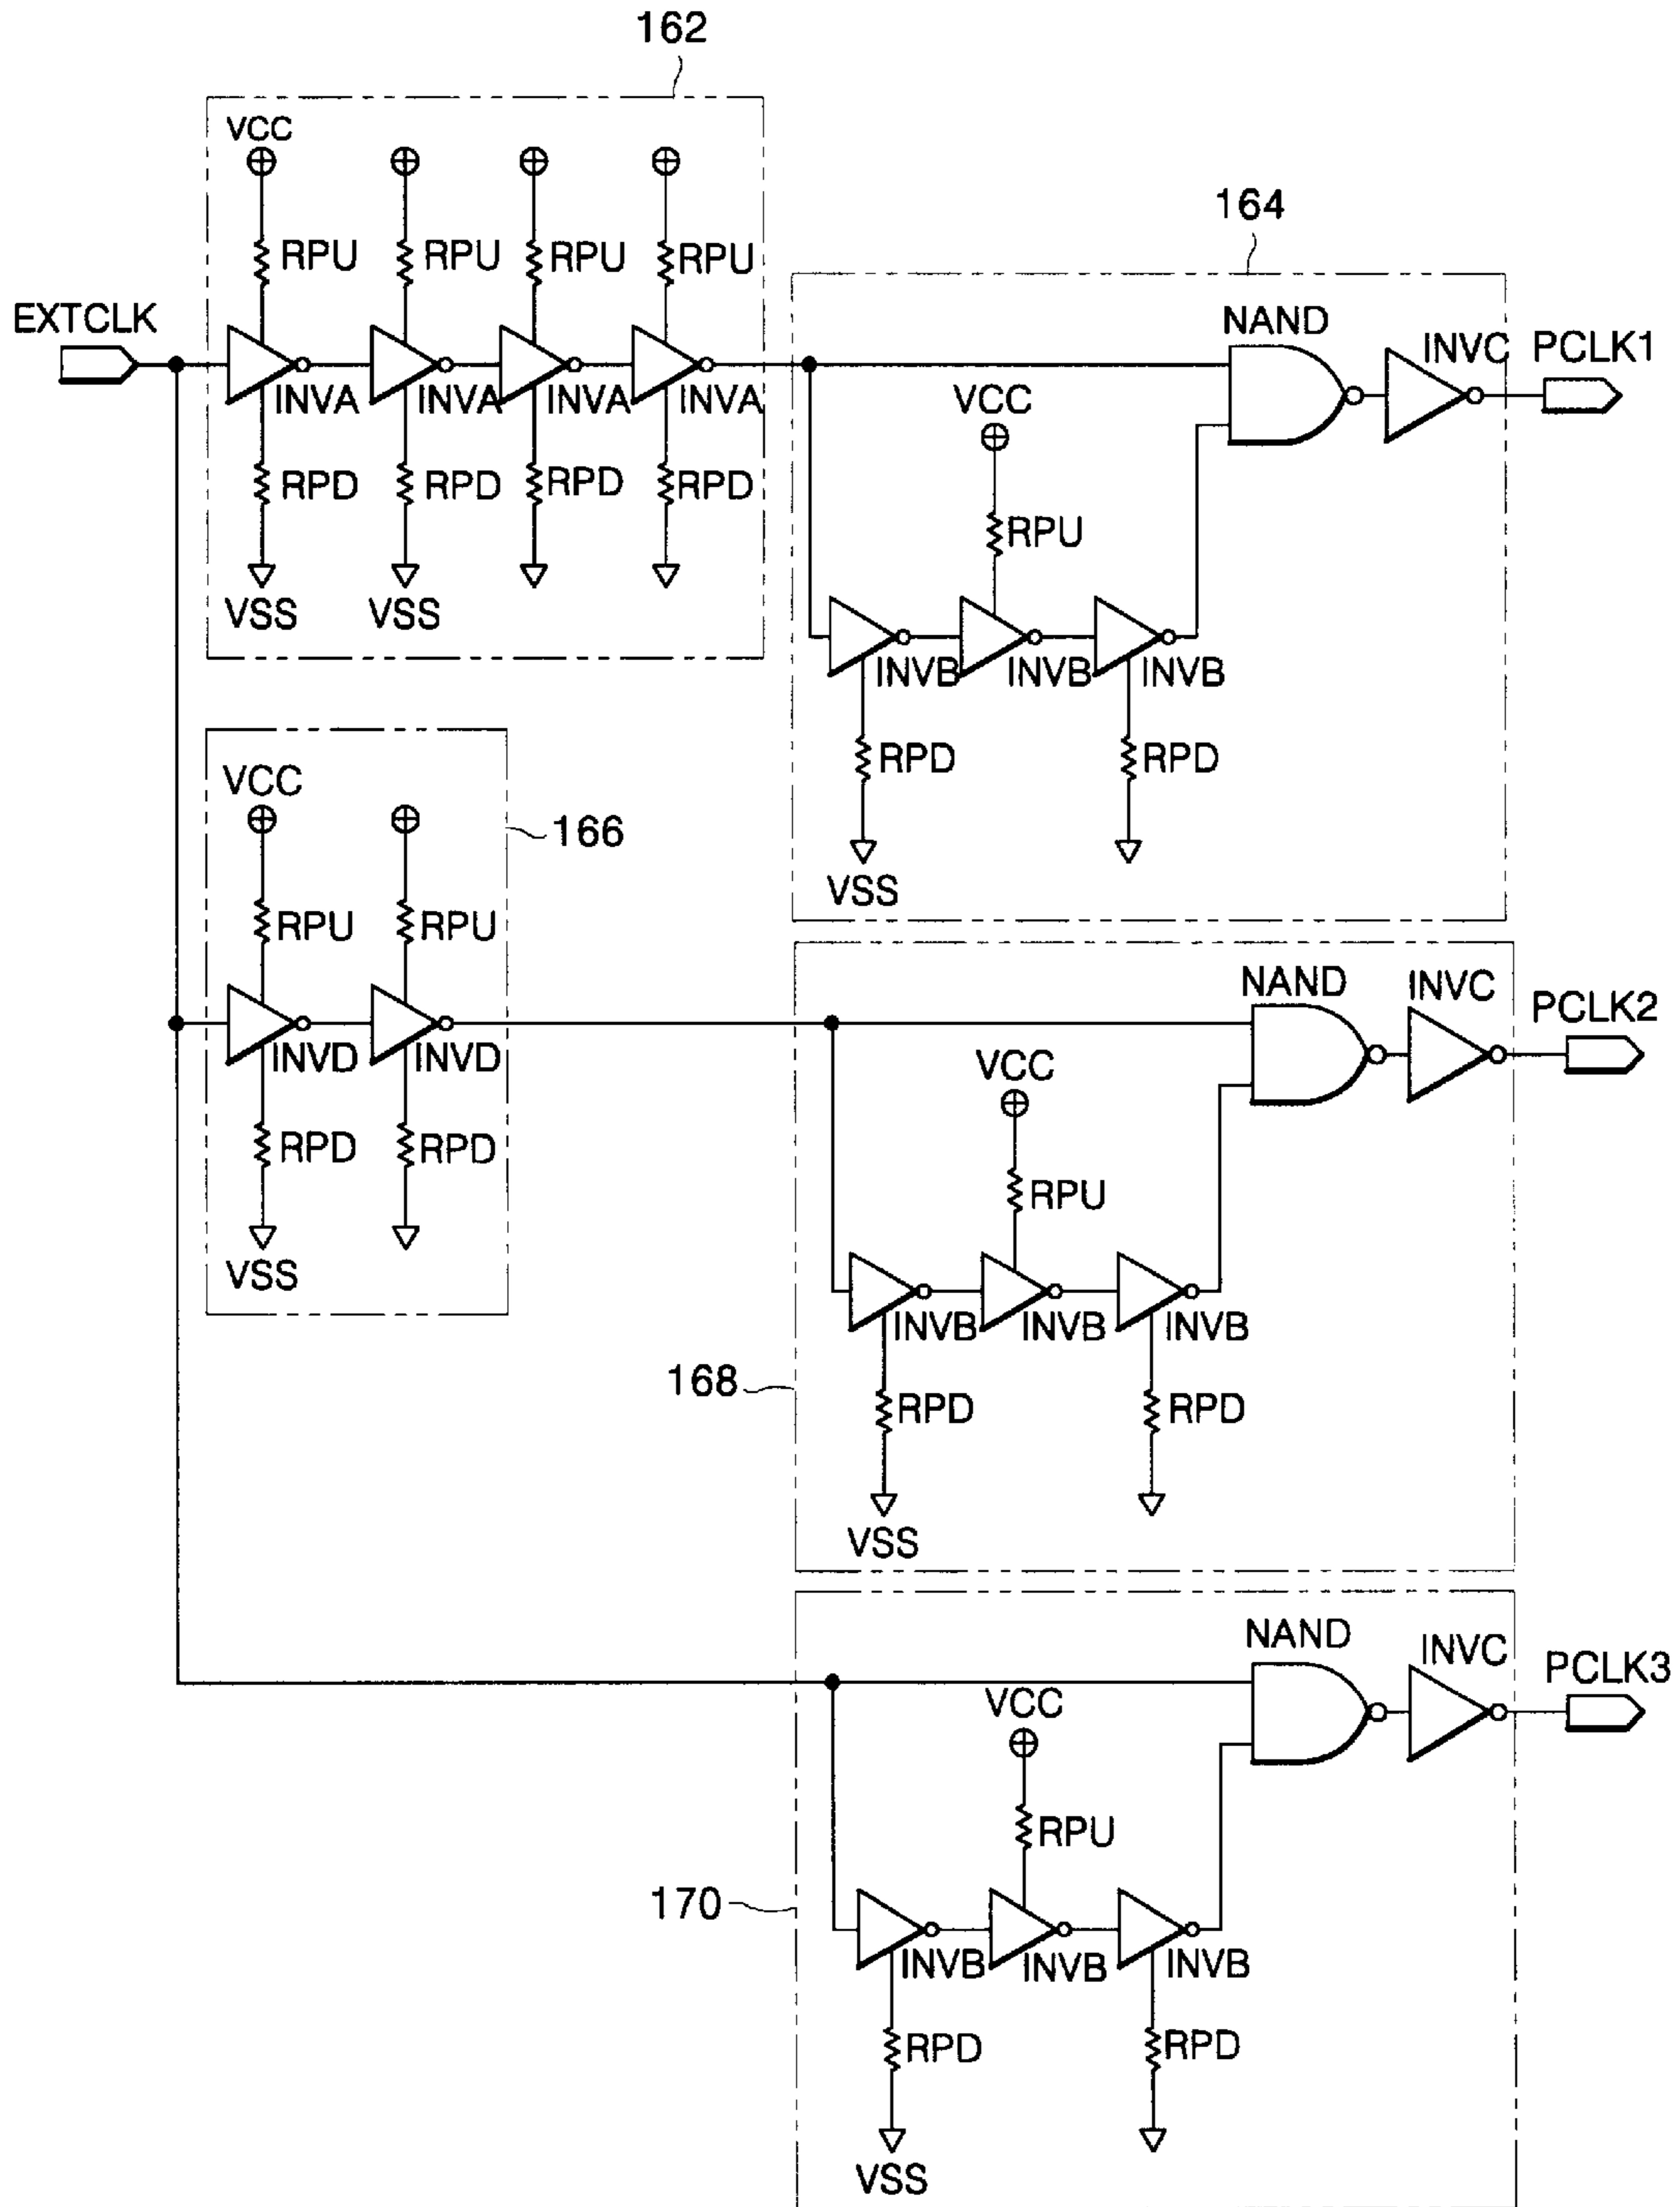 162
VCC
RPU RPU RPU RPU
164
EXTCLK
NAND
INVC PCLK1
INVA INVA INVA INVA
VCC
RPD RPD RPD RPD
RPU
VSS VSS
INVB INVB INVB
RPD RPD
VCC
166
VSS
RPU RPU
NAND INVC
PCLK2
INVD INVD
VCC
RPD RPD
RPU
VSS
INVB INVB INVB
168
RPD RPD
VSS
NAND
INVC
PCLK3
VCC
RPU
170
INVB INVB INVB
RPD RPD
VSS